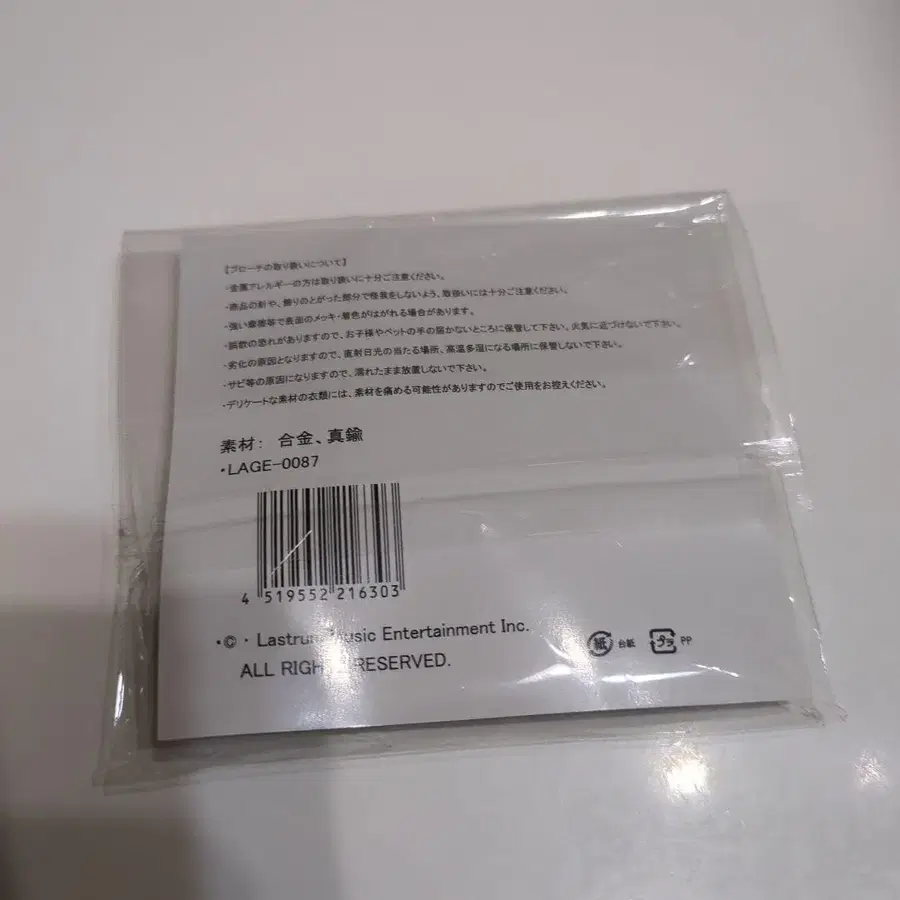 【ブローチの取り扱いについて】
・金属アレルギーの方は取り扱いに十分ご注意ください。
・商品の針や、飾りのとがった部分で怪我をしないよう、取扱いには十分ご注意下さい。
・強い摩擦等で表面のメッキ・着色がはがれる場合があります。
・誤飲の恐れがありますので、お子様やペットの手の届かないところに保管して下さい。火気に近づけないで下さい。
・劣化の原因となりますので、直射日光の当たる場所、高温多湿になる場所に保管しないで下さい。
・サビ等の原因になりますので、濡れたまま放置しないで下さい。
・デリケートな素材の衣類には、素材を痛める可能性がありますのでご使用をお控えください。
素材: 合金、真鍮
・LAGE-0087
4 519552 216303
・©・ Lastrum Music Entertainment Inc.
ALL RIGHTS RESERVED.
紙 台紙 プラ PP